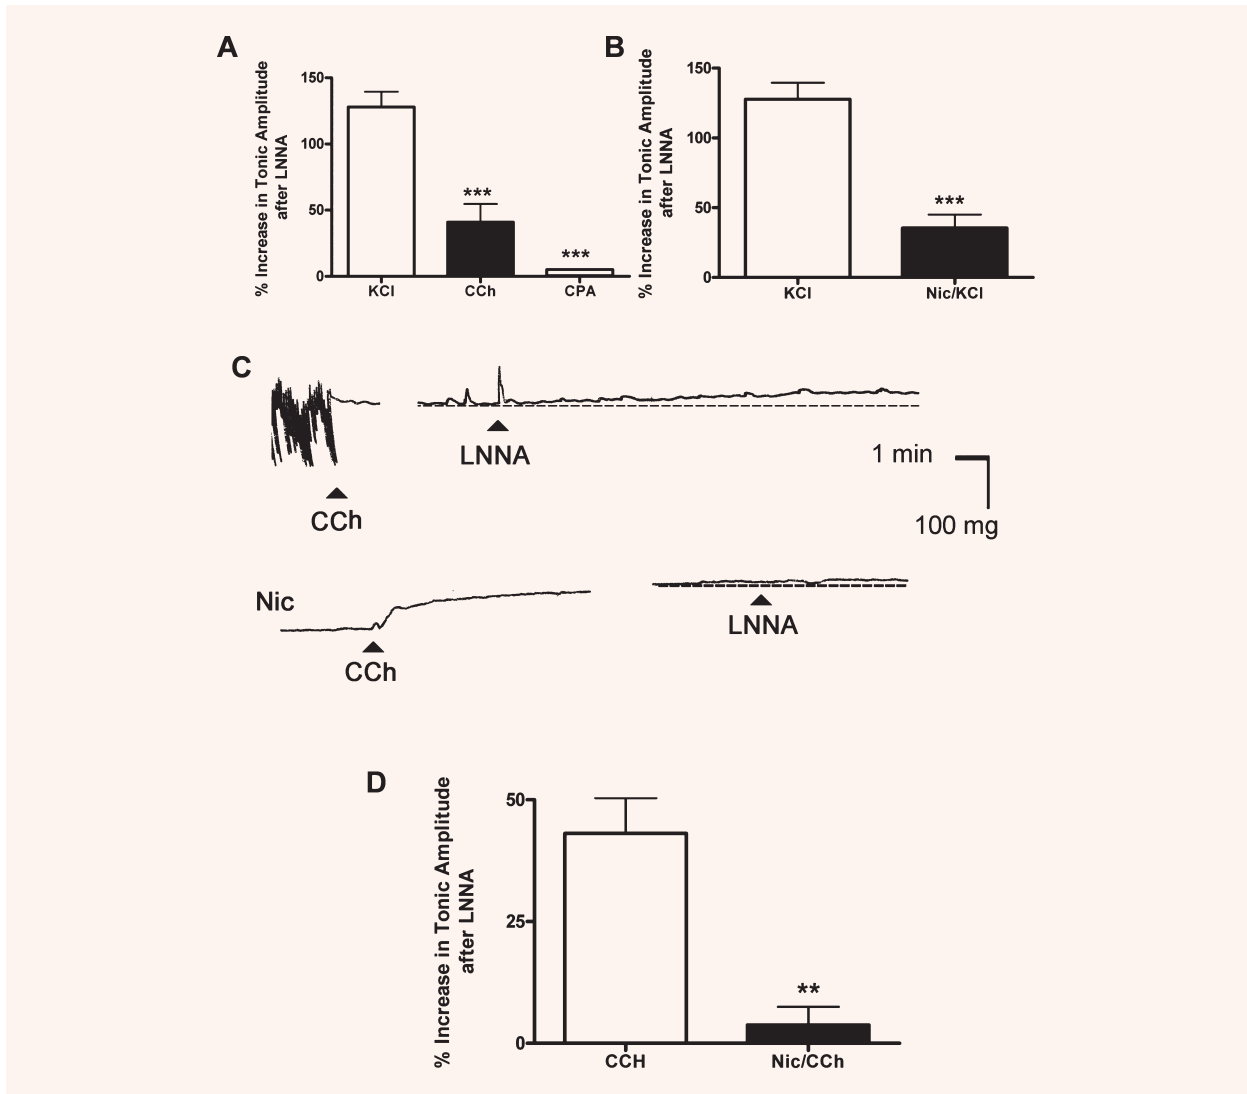 A
% Increase in Tonic Amplitude
after LNNA
150
100
50
0
***
***
KCl
CCh
CPA
B
% Increase in Tonic Amplitude
after LNNA
150
100
50
0
***
KCl
Nic/KCl
C
LNNA
CCh
1 min
100 mg
Nic
CCh
LNNA
D
% Increase in Tonic Amplitude
after LNNA
50
25
0
**
CCH
Nic/CCh